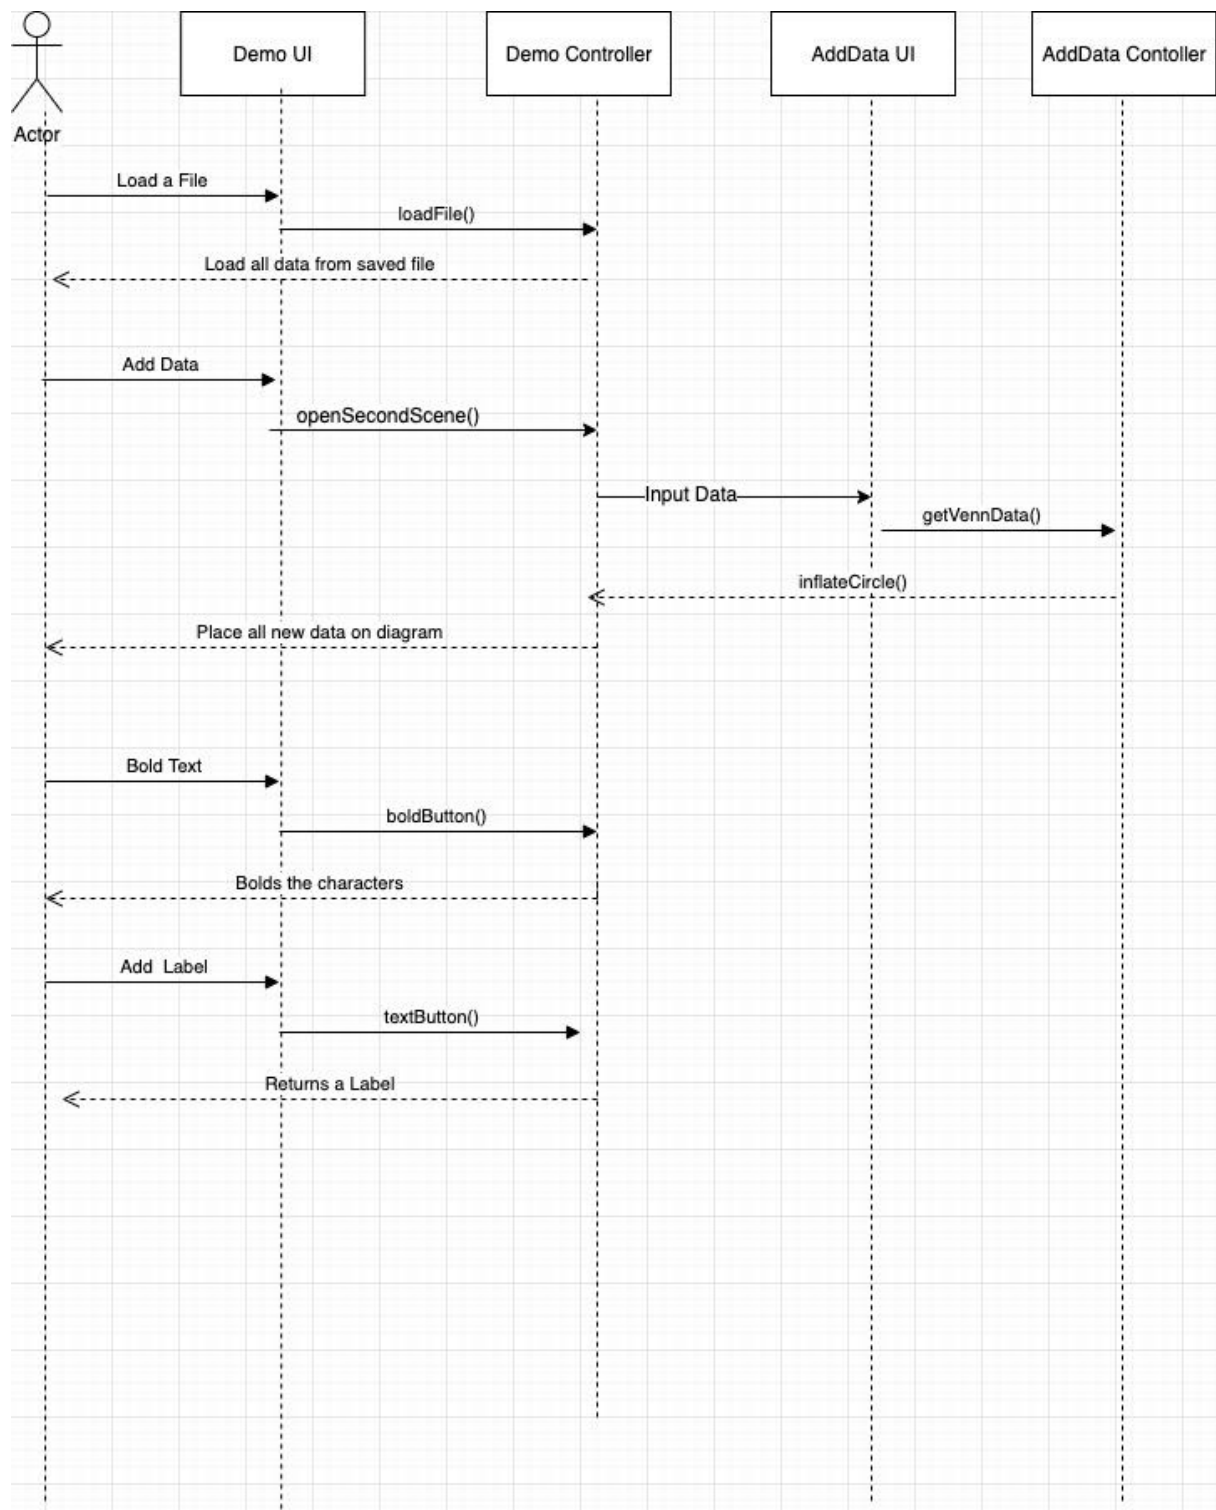 Demo UI
Demo Controller
AddData UI
AddData Contoller
Actor
Load a File
loadFile()
Load all data from saved file
Add Data
openSecondScene()
Input Data
getVennData()
inflateCircle()
Place all new data on diagram
Bold Text
boldButton()
Bolds the characters
Add Label
textButton()
Returns a Label